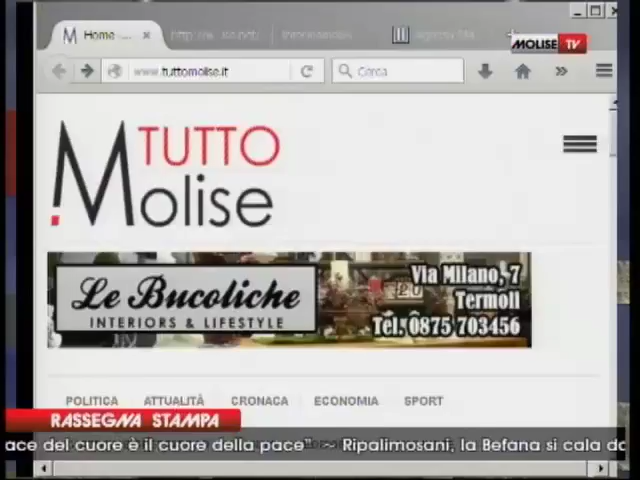 Home
MOLISE TV
www.tuttomolise.it
Cerca
TUTTO
Molise
Le Bucoliche
INTERIORS & LIFESTYLE
Via Milano, 7
Termoli
Tel. 0875 703456
POLITICA ATTUALITÀ CRONACA ECONOMIA SPORT
RASSEGNA STAMPA
ace del cuore è il cuore della pace" ~ Ripalimosani, la Befana si cala da